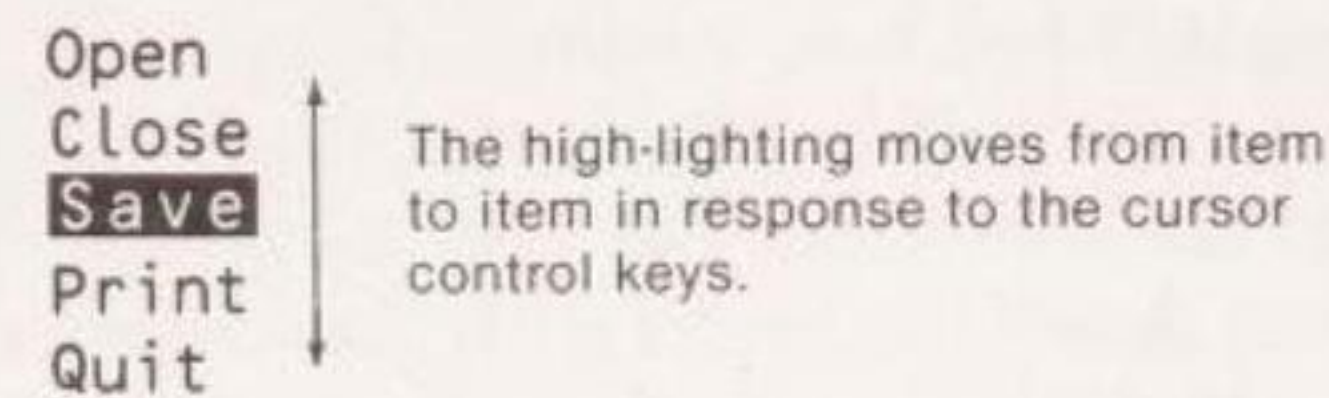 Open
Close
Save
Print
Quit
The high-lighting moves from item
to item in response to the cursor
control keys.